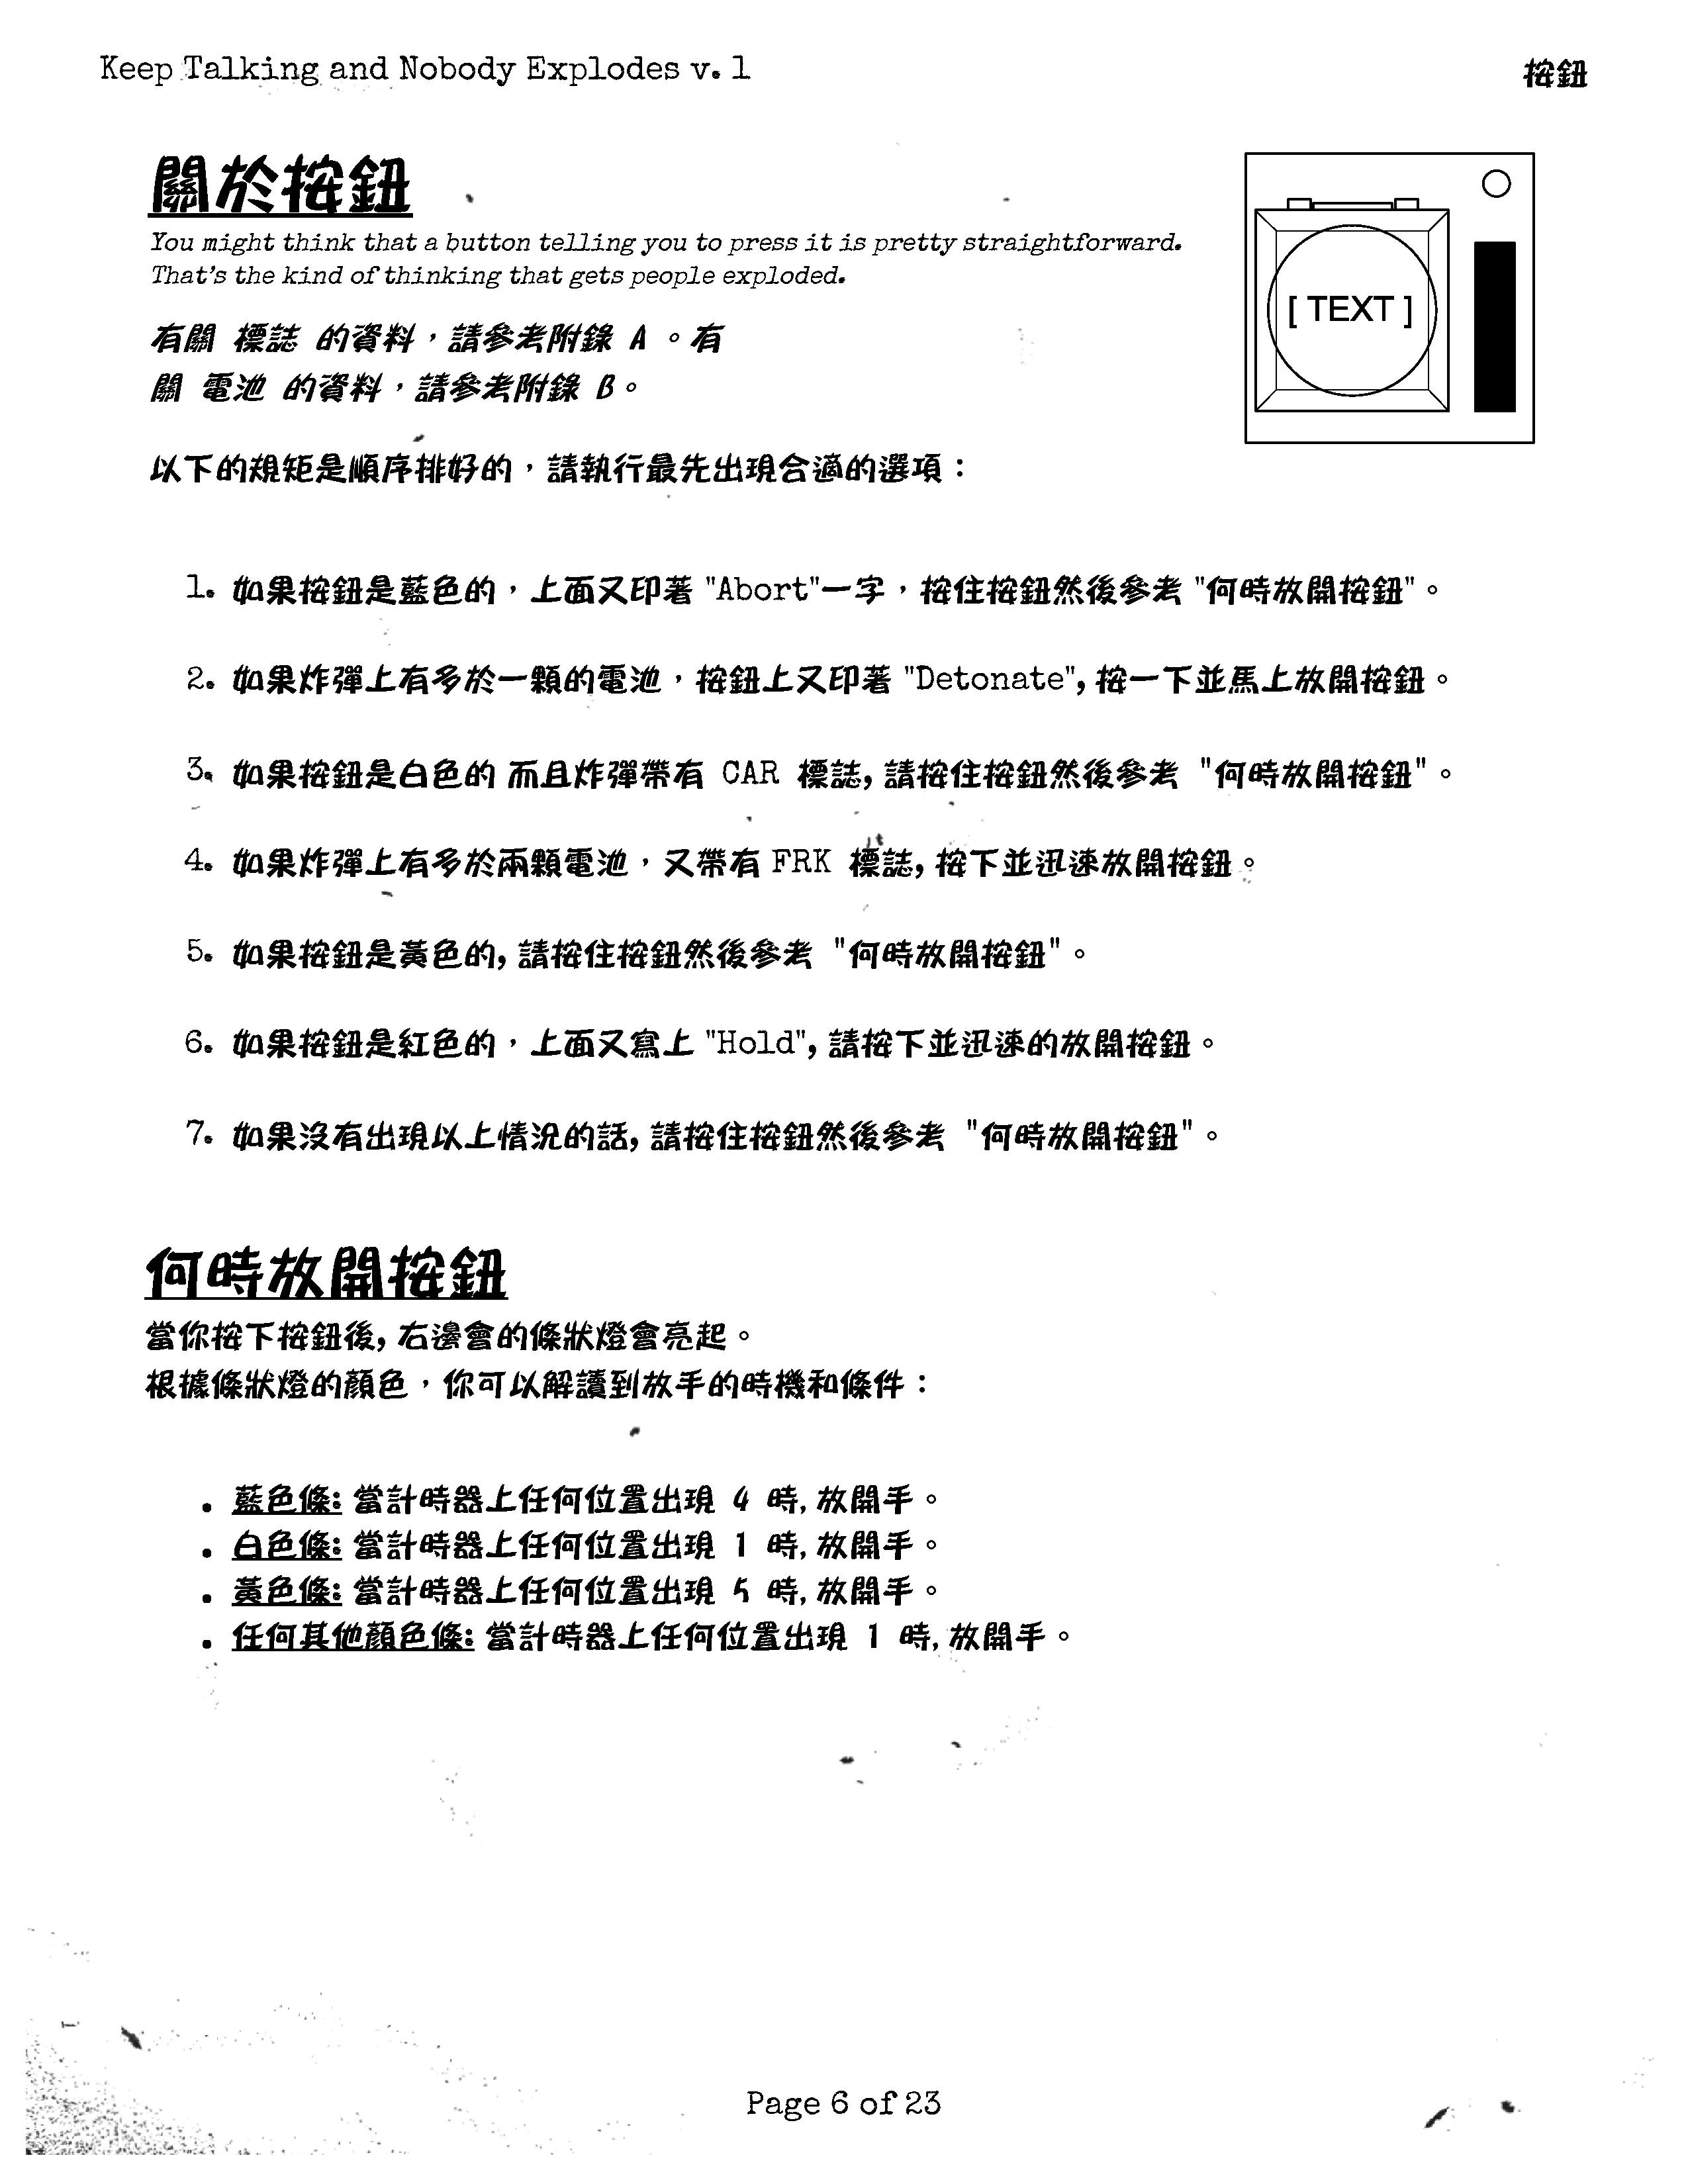 Keep Talking and Nobody Explodes v. 1
按鈕
關於按鈕
You might think that a button telling you to press it is pretty straightforward.
That's the kind of thinking that gets people exploded.
[ TEXT ]
有關 標誌 的資料，請參考附錄 A 。有
關 電池 的資料，請參考附錄 B。
以下的規矩是順序排好的，請執行最先出現合適的選項：
1. 如果按鈕是藍色的，上面又印著 "Abort"一字，按住按鈕然後參考 "何時放開按鈕"。
2. 如果炸彈上有多於一顆的電池，按鈕上又印著 "Detonate", 按一下並馬上放開按鈕。
3. 如果按鈕是白色的 而且炸彈帶有 CAR 標誌, 請按住按鈕然後參考 "何時放開按鈕"。
4. 如果炸彈上有多於兩顆電池，又帶有 FRK 標誌, 按下並迅速放開按鈕。
5. 如果按鈕是黃色的, 請按住按鈕然後參考 "何時放開按鈕"。
6. 如果按鈕是紅色的，上面又寫上 "Hold", 請按下並迅速的放開按鈕。
7. 如果沒有出現以上情況的話, 請按住按鈕然後參考 "何時放開按鈕"。
何時放開按鈕
當你按下按鈕後, 右邊會的條狀燈會亮起。
根據條狀燈的顏色，你可以解讀到放手的時機和條件：
• 藍色條: 當計時器上任何位置出現 4 時, 放開手。
• 白色條: 當計時器上任何位置出現 1 時, 放開手。
• 黃色條: 當計時器上任何位置出現 5 時, 放開手。
• 任何其他顏色條: 當計時器上任何位置出現 1 時, 放開手。
Page 6 of 23